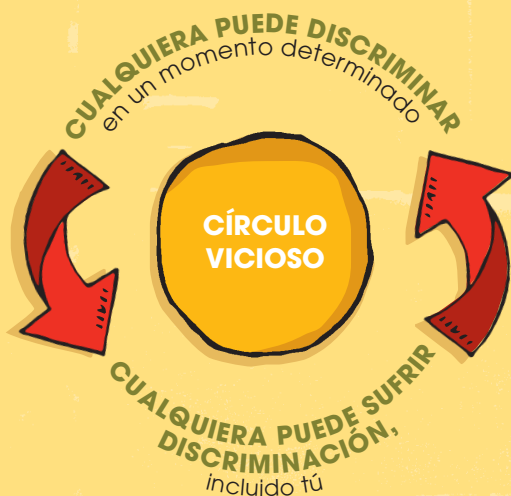 CUALQUIERA PUEDE DISCRIMINAR
en un momento determinado
CÍRCULO
VICIOSO
CUALQUIERA PUEDE SUFRIR
DISCRIMINACIÓN,
incluido tú